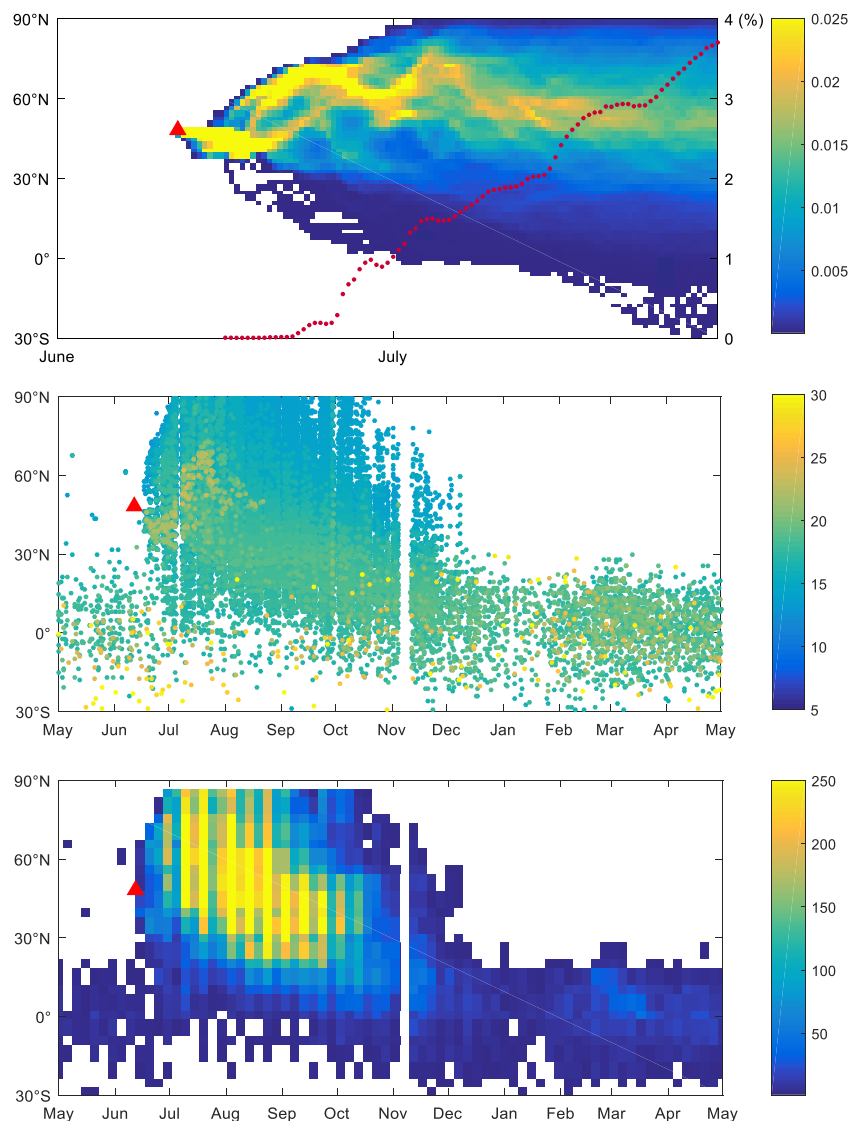 90°N 4 (%) 0.025
0.02
60°N 3
0.015
30°N 2
0.01
0° 1
0.005
30°S 0
June July
90°N 30
25
60°N
20
30°N
15
0°
10
30°S 5
May Jun Jul Aug Sep Oct Nov Dec Jan Feb Mar Apr May
90°N 250
200
60°N
150
30°N
100
0°
50
30°S
May Jun Jul Aug Sep Oct Nov Dec Jan Feb Mar Apr May